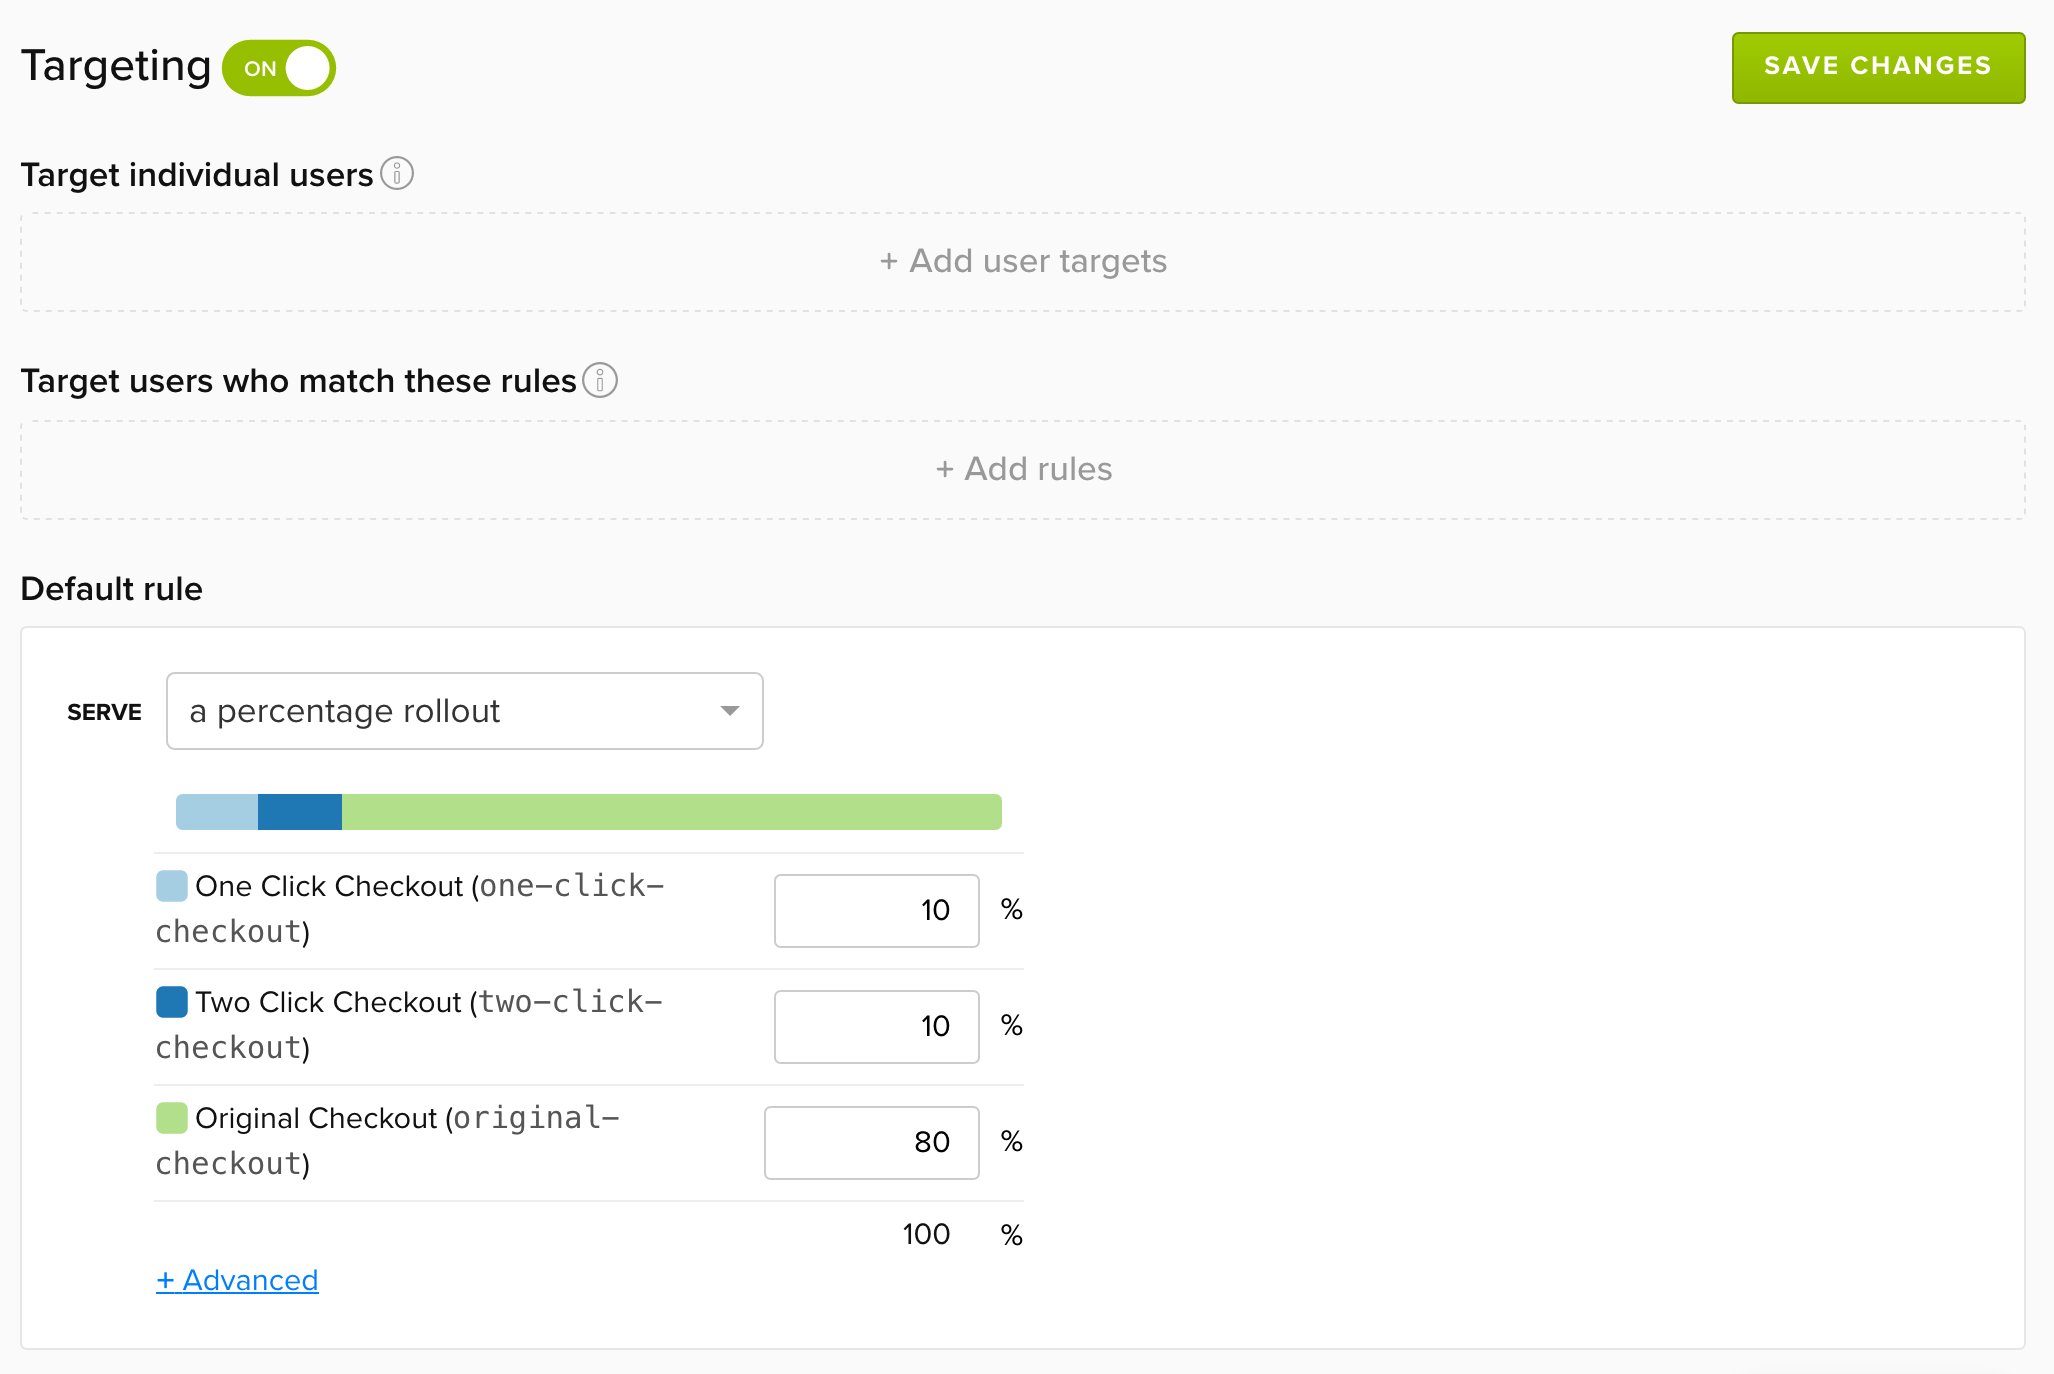 Targeting ON SAVE CHANGES
Target individual users
+ Add user targets
Target users who match these rules
+ Add rules
Default rule
SERVE a percentage rollout
One Click Checkout (one-click-
checkout) 10 %
Two Click Checkout (two-click-
checkout) 10 %
Original Checkout (original-
checkout) 80 %
100 %
+ Advanced